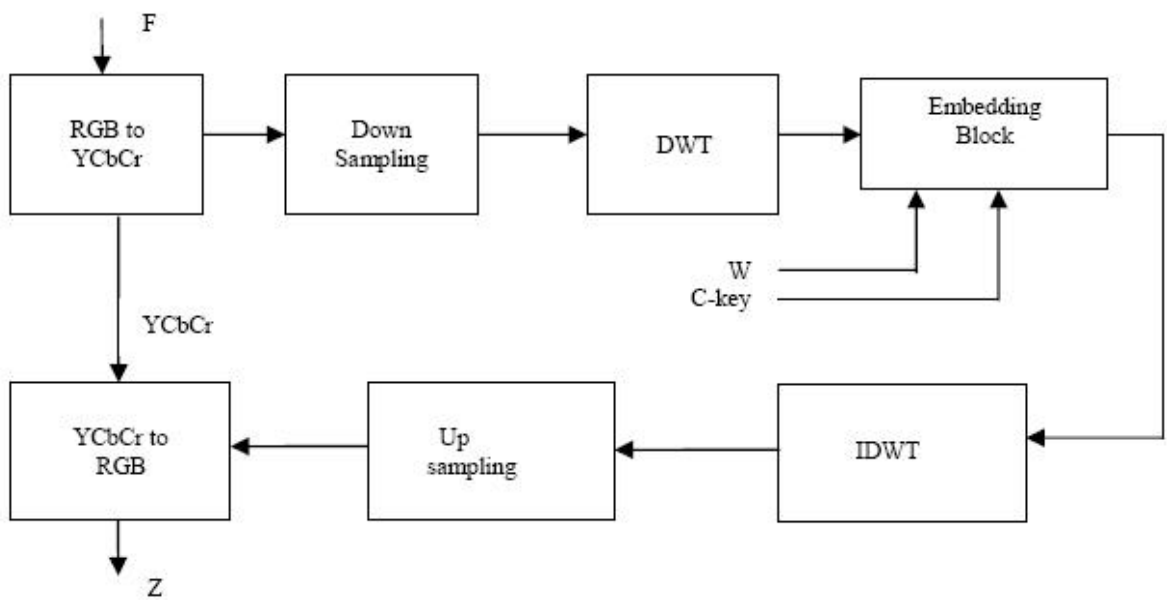 F
RGB to
YCbCr
Down
Sampling
DWT
Embedding
Block
W
C-key
YCbCr
YCbCr to
RGB
Up
sampling
IDWT
Z